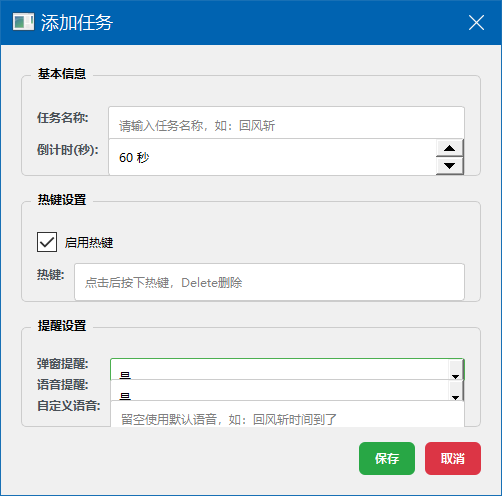 添加任务
基本信息
任务名称:
请输入任务名称，如：回风斩
倒计时(秒):
60 秒
热键设置
启用热键
热键:
点击后按下热键，Delete删除
提醒设置
弹窗提醒:
是
语音提醒:
是
自定义语音:
留空使用默认语音，如：回风斩时间到了
保存
取消